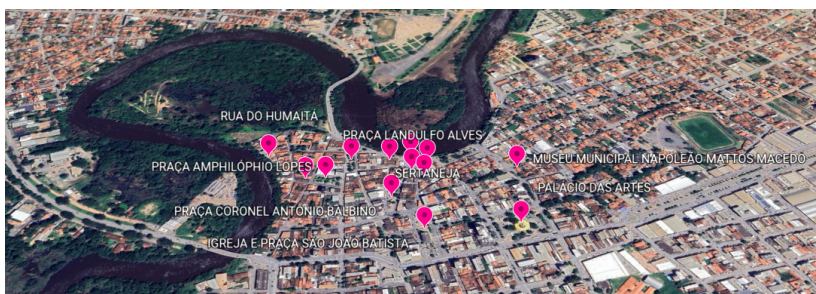 RUA DO HUMAITÁ
PRAÇA LANDULFO ALVES
MUSEU MUNICIPAL NAPOLEÃO MATTOS MACEDO
PRAÇA AMPHILÓPHIO LOPES
SERTANEJA
PALÁCIO DAS ARTES
PRAÇA CORONEL ANTÔNIO BALBINO
IGREJA E PRAÇA SÃO JOÃO BATISTA